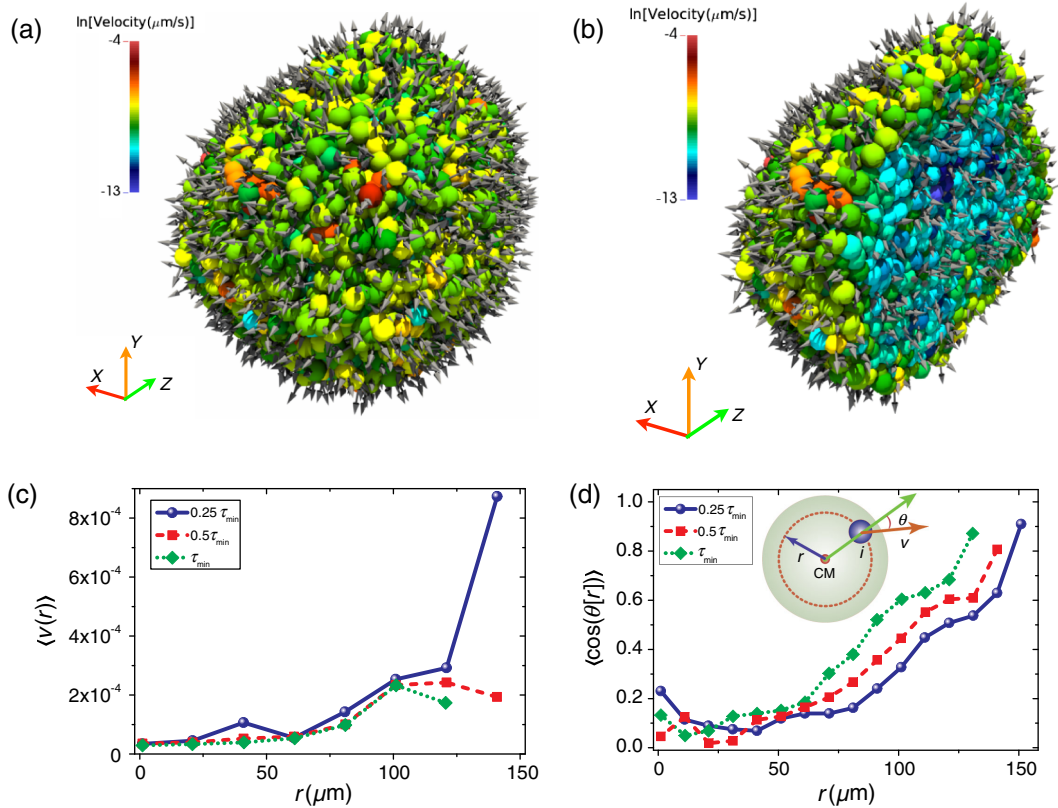 (a)
ln[Velocity(μm/s)]
-4
-13
Y
X
Z
(b)
ln[Velocity(μm/s)]
-4
-13
Y
X
Z
(c)
0.25 τmin
0.5τmin
τmin
8x10-4
6x10-4
4x10-4
2x10-4
0
⟨v(r)⟩
0 50 100 150
r (μm)
(d)
0.25 τmin
0.5τmin
τmin
θ
v
i
r
CM
1.0
0.8
0.6
0.4
0.2
0.0
⟨cos(θ[r])⟩
0 50 100 150
r (μm)